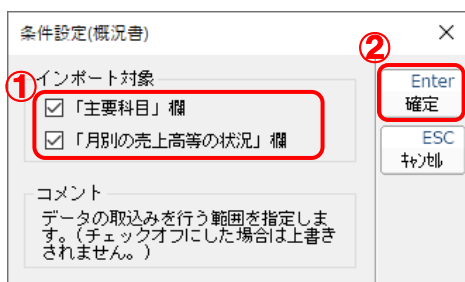 条件設定(概況書)
②
Enter
確定
ESC
ｷｬﾝｾﾙ
①
インポート対象
「主要科目」欄
「月別の売上高等の状況」欄
コメント
データの取込みを行う範囲を指定しま
す。(チェックオフにした場合は上書き
されません。)